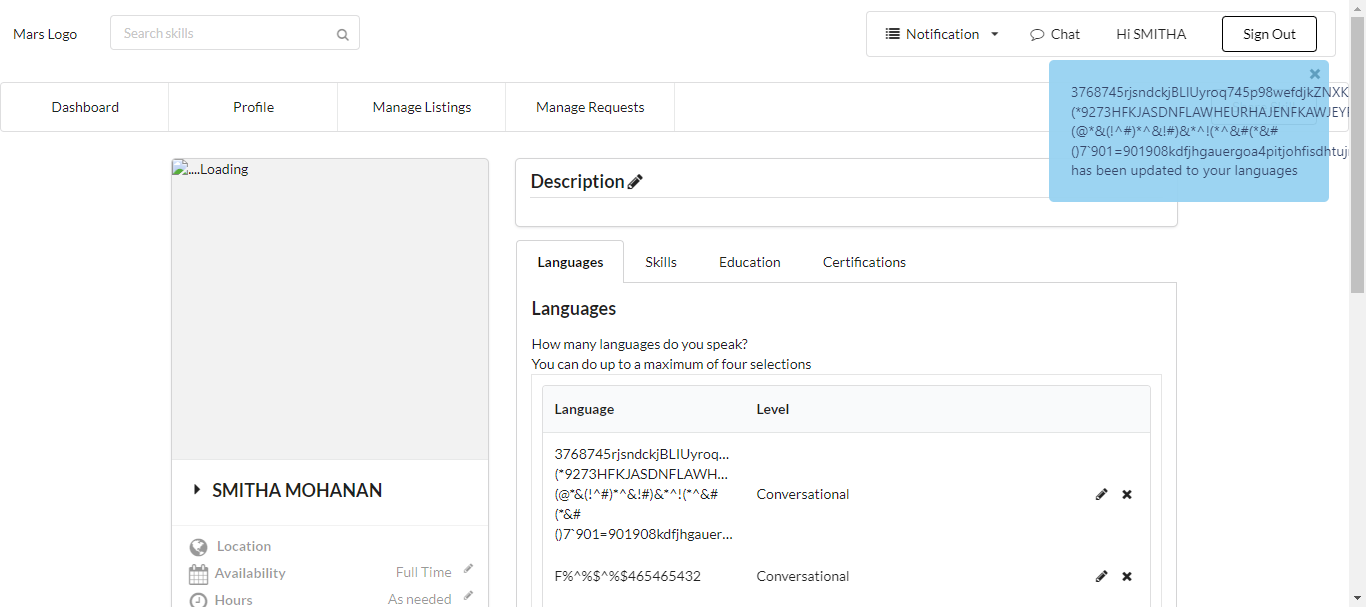 Mars Logo
Search skills
Notification
Chat
Hi SMITHA
Sign Out
3768745rjsndckjBLIUyroq745p98wefdjkZNXK
(*9273HFKJASDNFLAWHEURHAJENFKAWJEYF
(@*&(!^#)*^&!#)&*^!(*^&#(*&#
()7`901=901908kdfjhgauergoa4pitjohfisdhtuj
has been updated to your languages
Dashboard
Profile
Manage Listings
Manage Requests
....Loading
Description
Languages
Skills
Education
Certifications
Languages
How many languages do you speak?
You can do up to a maximum of four selections
Language
Level
3768745rjsndckjBLIUyroq...
(*9273HFKJASDNFLAWH...
(@*&(!^#)*^&!#)&*^!(*^&#
(*&#
()7`901=901908kdfjhgauer...
Conversational
F%^%$^%$465465432
Conversational
SMITHA MOHANAN
Location
Availability
Full Time
Hours
As needed